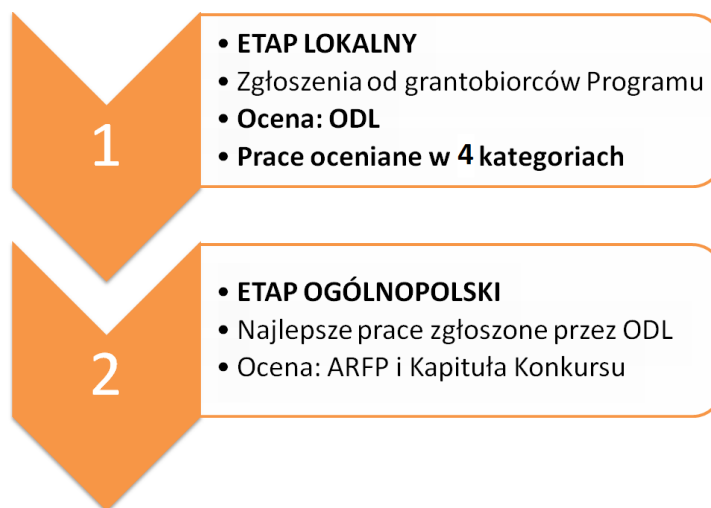 1
• ETAP LOKALNY
• Zgłoszenia od grantobiorców Programu
• Ocena: ODL
• Prace oceniane w 4 kategoriach
2
• ETAP OGÓLNOPOLSKI
• Najlepsze prace zgłoszone przez ODL
• Ocena: ARFP i Kapituła Konkursu